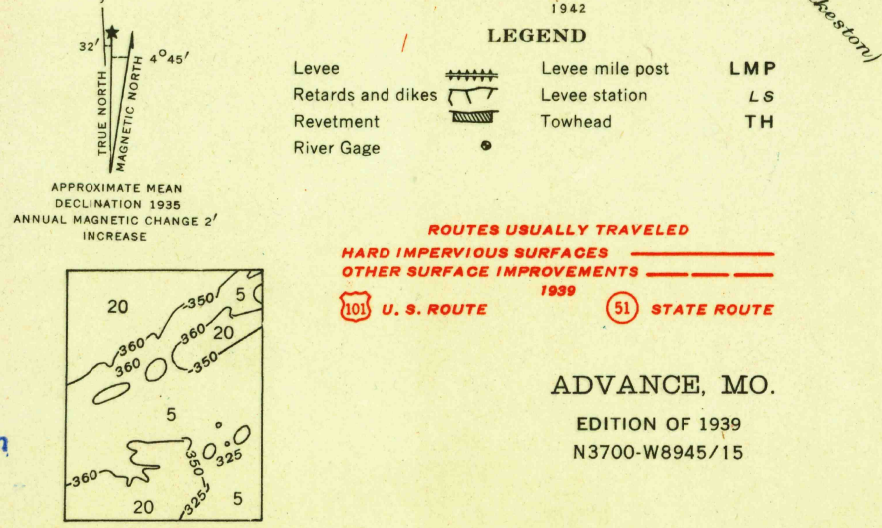 1942
LEGEND
32'
4°45'
TRUE NORTH
MAGNETIC NORTH
APPROXIMATE MEAN
DECLINATION 1935
ANNUAL MAGNETIC CHANGE 2'
INCREASE
Levee
Retards and dikes
Revetment
River Gage
Levee mile post LMP
Levee station LS
Towhead TH
keston)
ROUTES USUALLY TRAVELED
HARD IMPERVIOUS SURFACES
OTHER SURFACE IMPROVEMENTS
1939
101 U. S. ROUTE
51 STATE ROUTE
20
350
5
360
360
20
360
350
5
350
325
360
325
20
5
ADVANCE, MO.
EDITION OF 1939
N3700-W8945/15